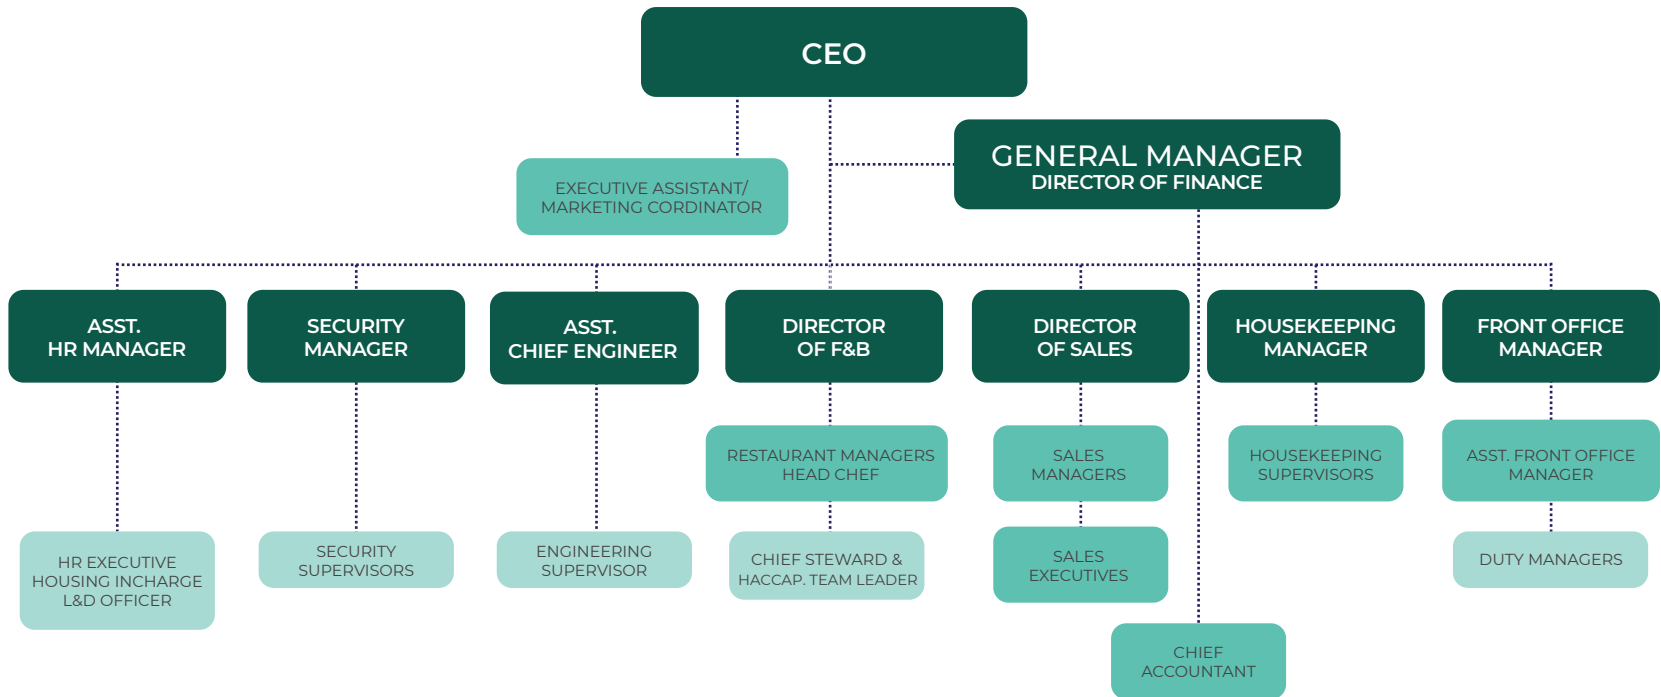 CEO
GENERAL MANAGER
DIRECTOR OF FINANCE
EXECUTIVE ASSISTANT/
MARKETING CORDINATOR
ASST.
HR MANAGER
SECURITY
MANAGER
ASST.
CHIEF ENGINEER
DIRECTOR
OF F&B
DIRECTOR
OF SALES
HOUSEKEEPING
MANAGER
FRONT OFFICE
MANAGER
RESTAURANT MANAGERS
HEAD CHEF
SALES
MANAGERS
HOUSEKEEPING
SUPERVISORS
ASST. FRONT OFFICE
MANAGER
HR EXECUTIVE
HOUSING INCHARGE
L&D OFFICER
SECURITY
SUPERVISORS
ENGINEERING
SUPERVISOR
CHIEF STEWARD &
HACCAP. TEAM LEADER
SALES
EXECUTIVES
DUTY MANAGERS
CHIEF
ACCOUNTANT